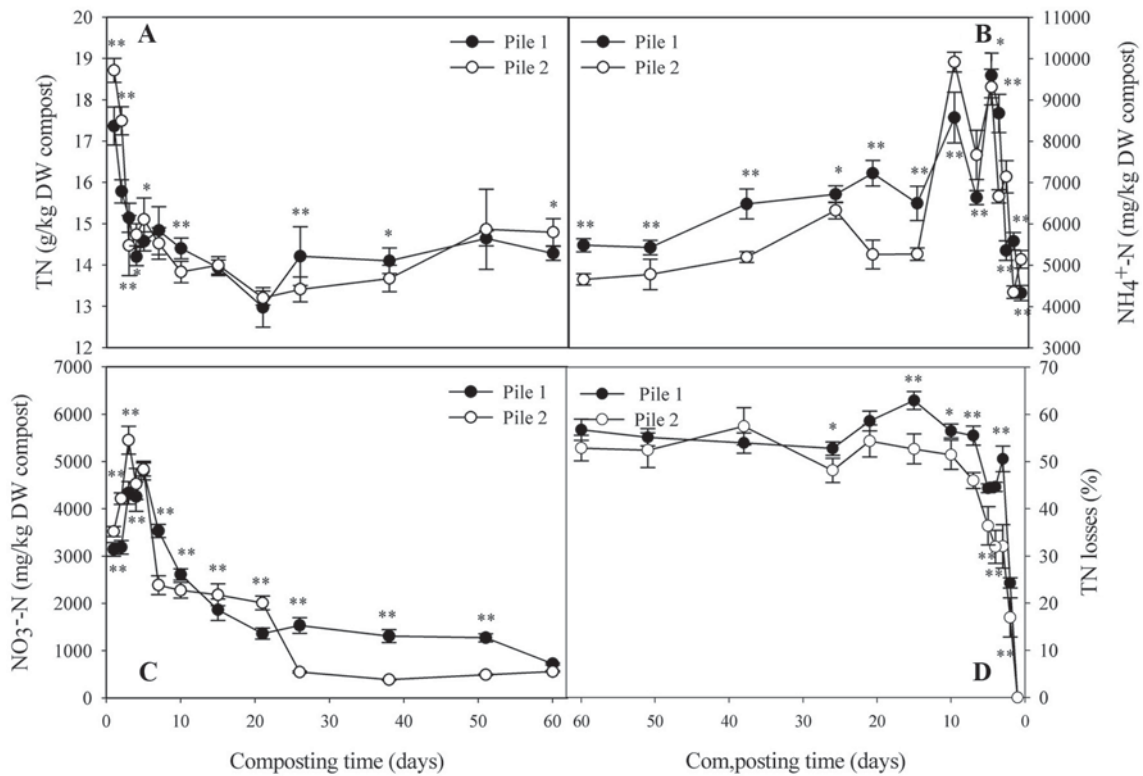 A
Pile 1
Pile 2
TN (g/kg DW compost)
20
19
18
17
16
15
14
13
12
** ** ** * * ** ** * *
B
Pile 1
Pile 2
NH4+-N (mg/kg DW compost)
11000
10000
9000
8000
7000
6000
5000
4000
3000
** ** ** * ** ** ** ** * ** ** ** **
C
Pile 1
Pile 2
NO3--N (mg/kg DW compost)
7000
6000
5000
4000
3000
2000
1000
0
** ** ** ** ** ** ** ** ** ** **
0 10 20 30 40 50 60
Composting time (days)
D
Pile 1
Pile 2
TN losses (%)
70
60
50
40
30
20
10
0
* ** * ** ** ** ** **
60 50 40 30 20 10 0
Com,posting time (days)